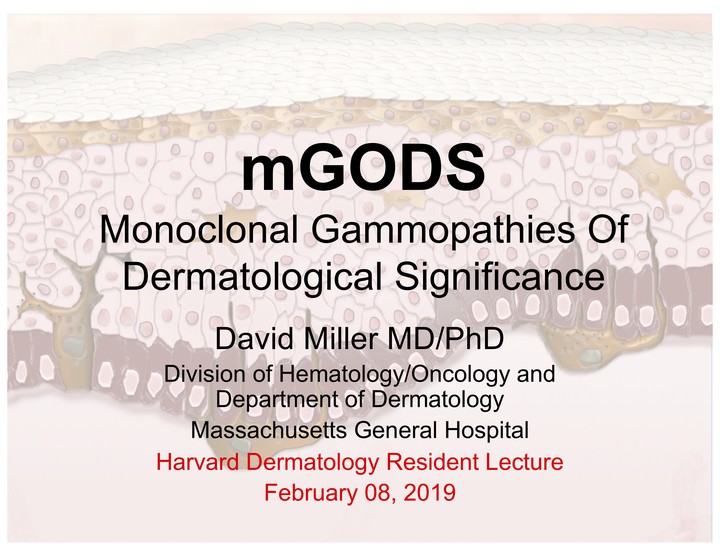 mGODS
Monoclonal Gammopathies Of
Dermatological Significance
David Miller MD/PhD
Division of Hematology/Oncology and
Department of Dermatology
Massachusetts General Hospital
Harvard Dermatology Resident Lecture
February 08, 2019